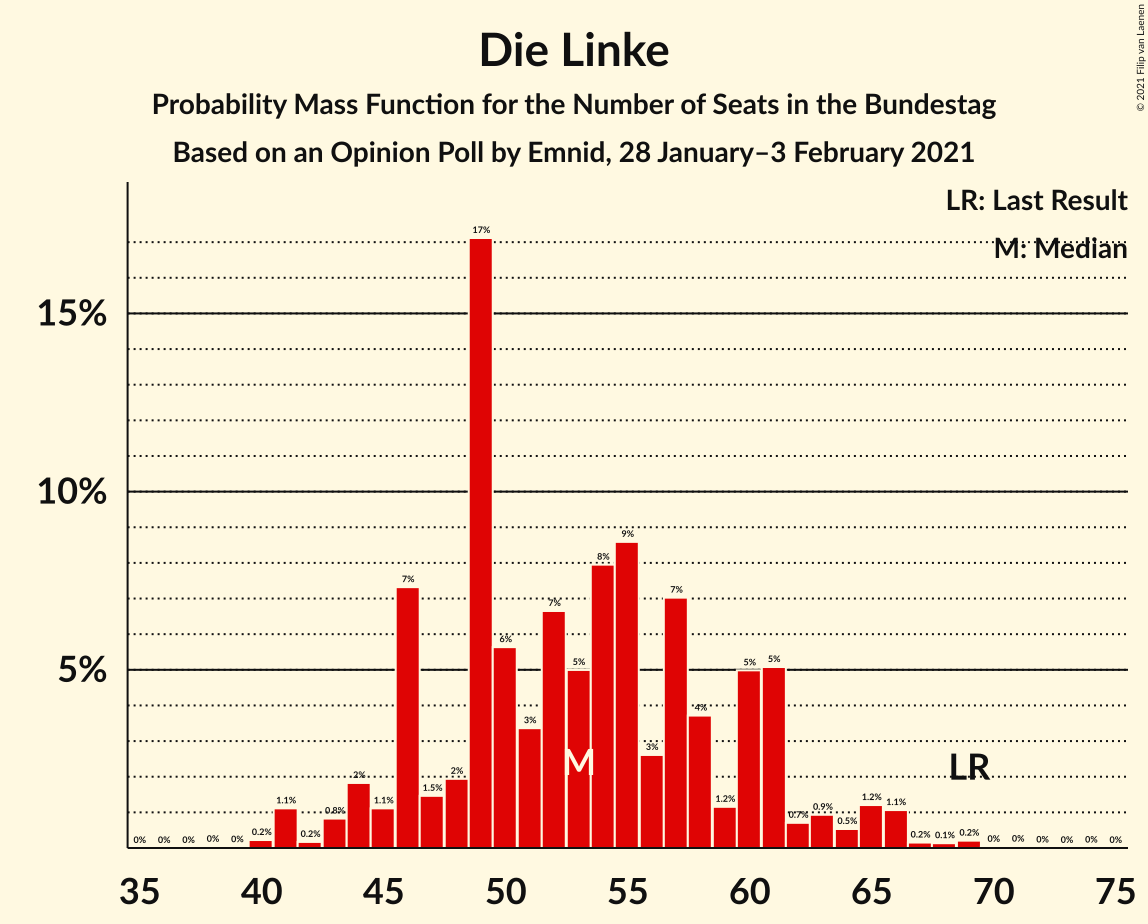 Die Linke
Probability Mass Function for the Number of Seats in the Bundestag
Based on an Opinion Poll by Emnid, 28 January–3 February 2021
© 2021 Filip van Laenen
LR: Last Result
M: Median
15%
10%
5%
0% 0% 0% 0% 0% 0.2% 1.1% 0.2% 0.8% 2% 1.1% 7% 1.5% 2% 17% 6% 3% 7% 5% 8% 9% 3% 7% 4% 1.2% 5% 5% 0.7% 0.9% 0.5% 1.2% 1.1% 0.2% 0.1% 0.2% 0% 0% 0% 0% 0% 0%
M
LR
35 40 45 50 55 60 65 70 75